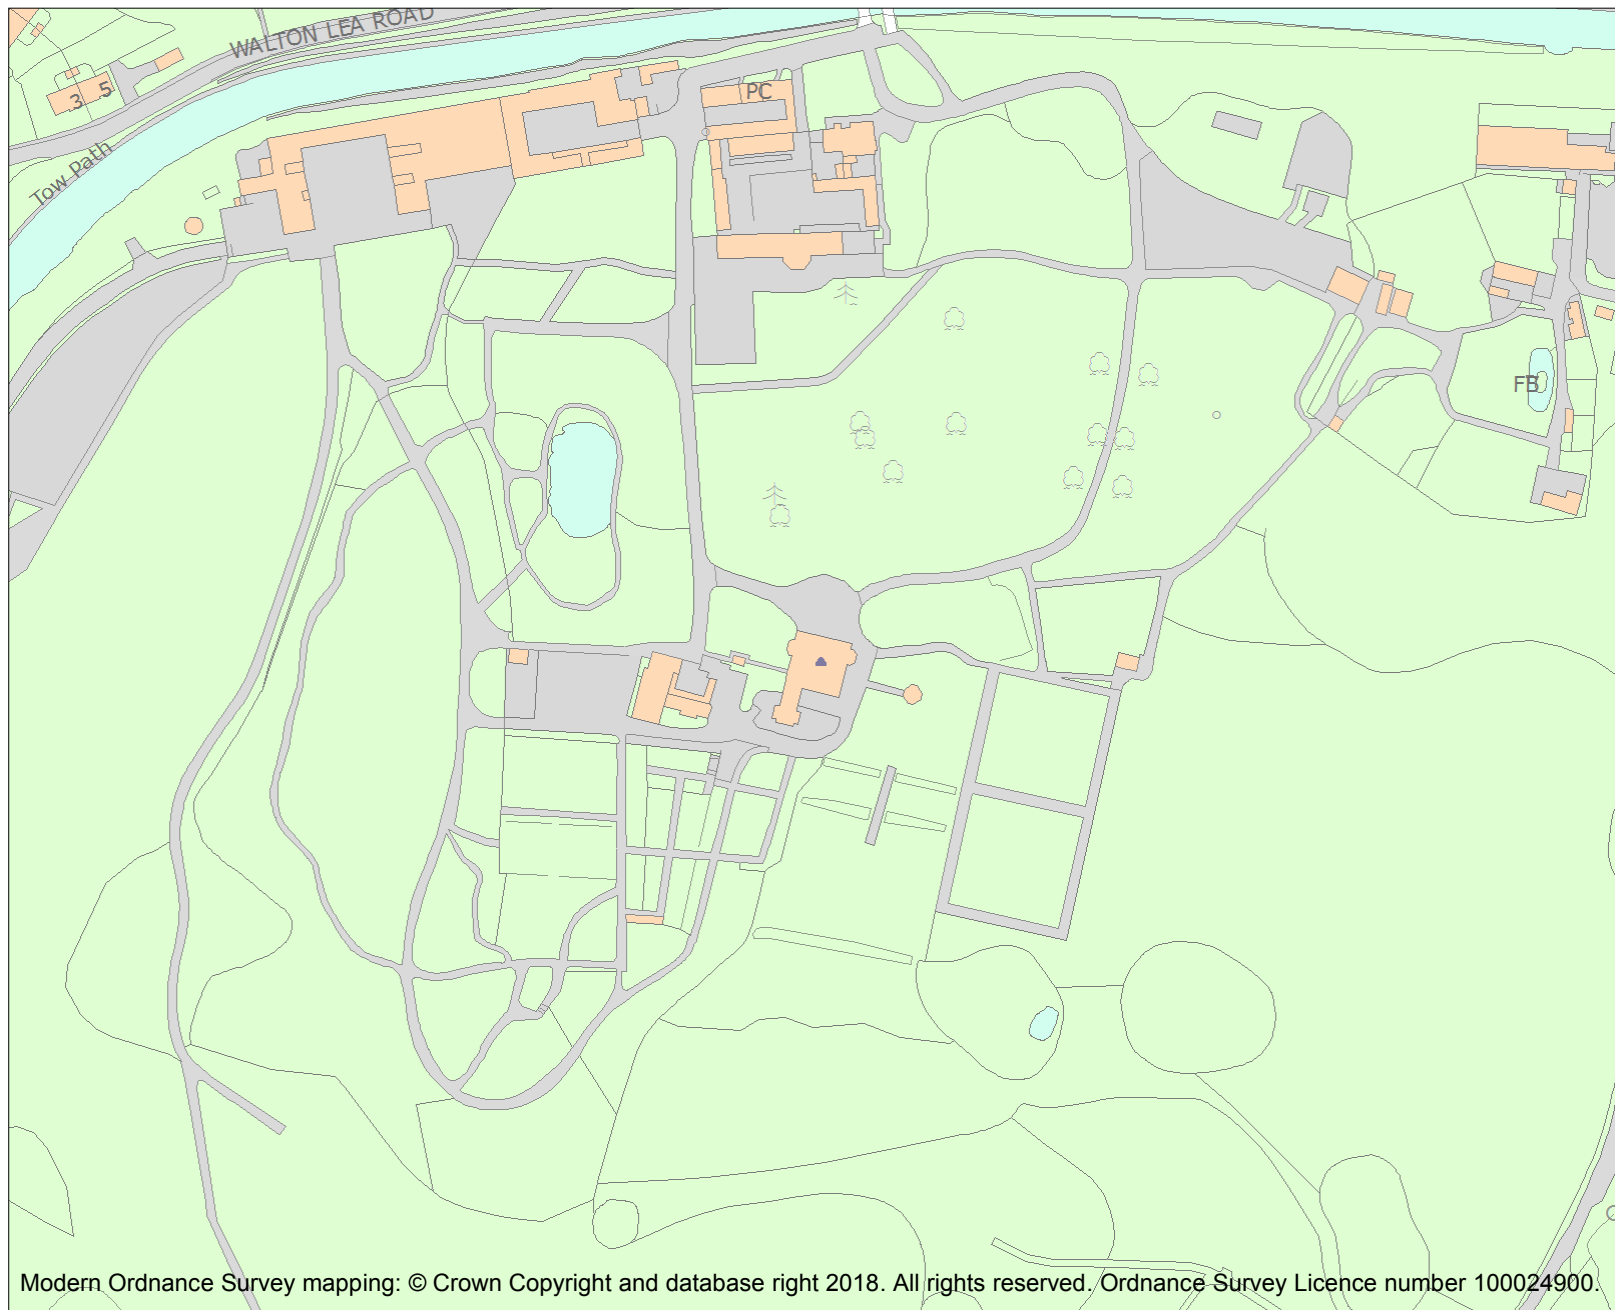 WALTON LEA ROAD
3 5
PC
Tow Path
FB
Modern Ordnance Survey mapping: © Crown Copyright and database right 2018. All rights reserved. Ordnance Survey Licence number 100024900.